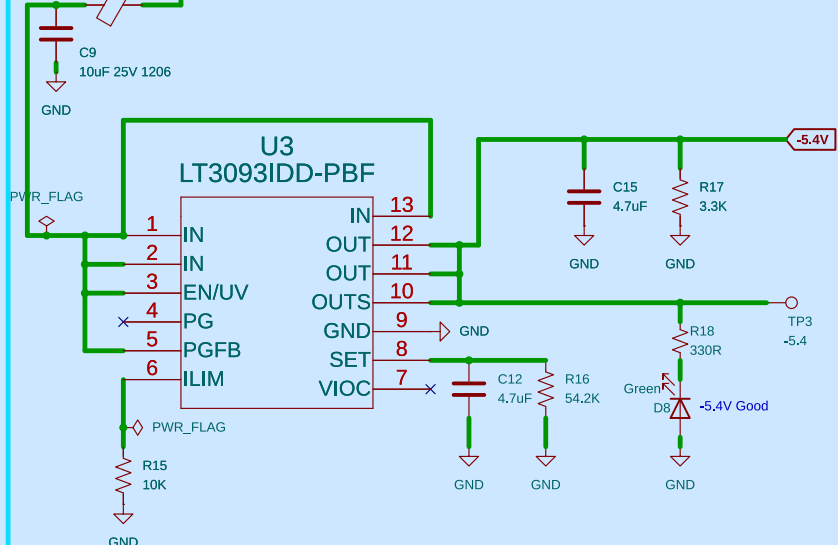 C9
10uF 25V 1206
GND
U3
LT3093IDD-PBF
-5.4V
PWR_FLAG
C15
4.7uF
R17
3.3K
GND
GND
1
IN
2
IN
3
EN/UV
4
PG
5
PGFB
6
ILIM
IN
13
OUT
12
OUT
11
OUTS
10
GND
9
GND
SET
8
VIOC
7
TP3
-5.4
R18
330R
Green
D8
-5.4V Good
GND
C12
4.7uF
R16
54.2K
GND
GND
PWR_FLAG
R15
10K
GND